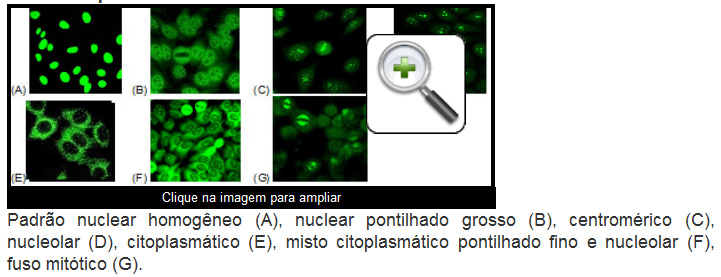 (A) (B) (C)
(E) (F) (G)
Clique na imagem para ampliar
Padrão nuclear homogêneo (A), nuclear pontilhado grosso (B), centromérico (C),
nucleolar (D), citoplasmático (E), misto citoplasmático pontilhado fino e nucleolar (F),
fuso mitótico (G).